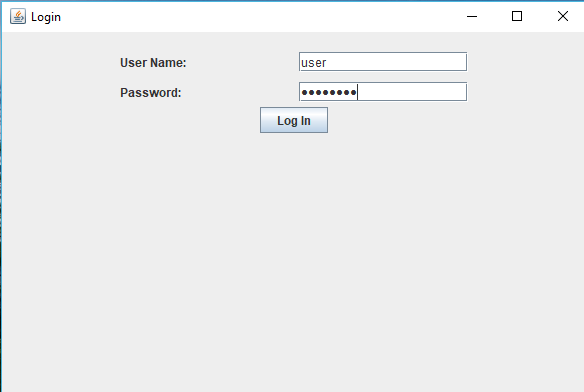 Login
User Name: user
Password: ••••••••
Log In